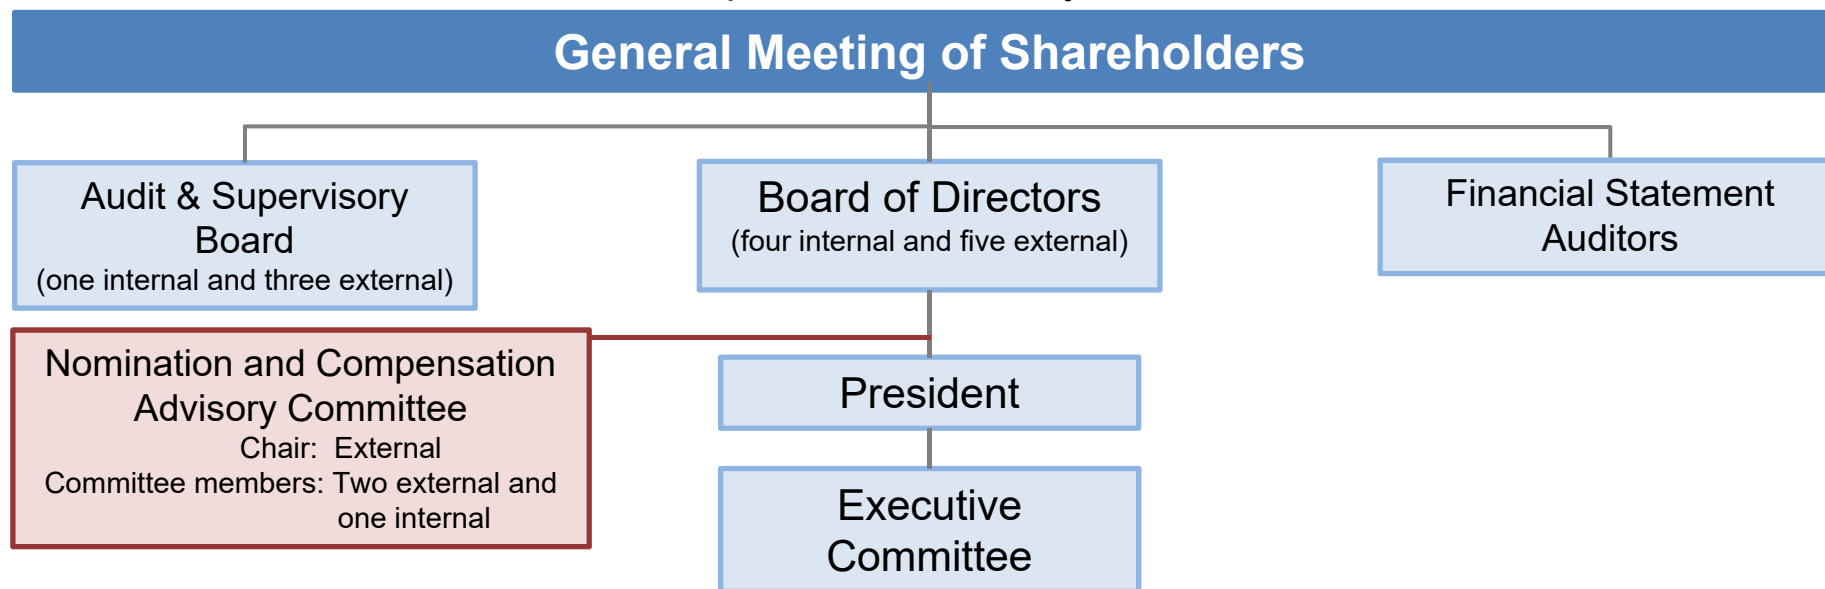 General Meeting of Shareholders
Audit & Supervisory
Board
(one internal and three external)
Board of Directors
(four internal and five external)
Financial Statement
Auditors
Nomination and Compensation
Advisory Committee
Chair: External
Committee members: Two external and
one internal
President
Executive
Committee